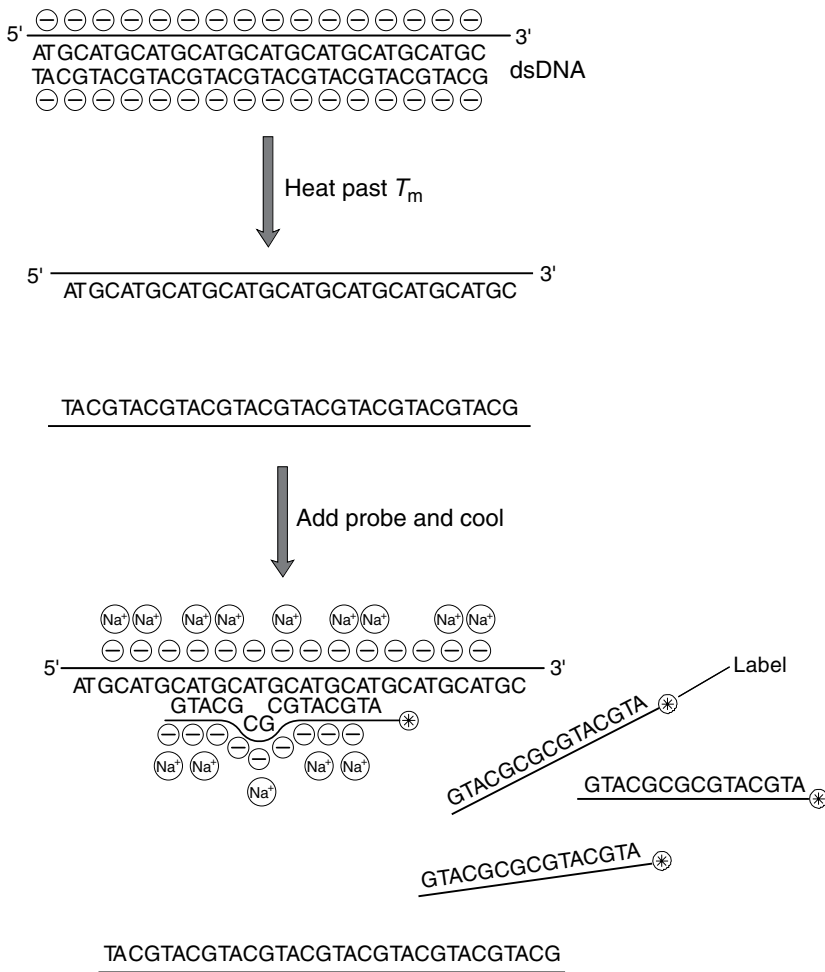 ⊖ ⊖ ⊖ ⊖ ⊖ ⊖ ⊖ ⊖ ⊖ ⊖ ⊖ ⊖ ⊖ ⊖ ⊖ ⊖
5' 3'
ATGCATGCATGCATGCATGCATGCATGCATGC
TACGTACGTACGTACGTACGTACGTACGTACG
dsDNA
⊖ ⊖ ⊖ ⊖ ⊖ ⊖ ⊖ ⊖ ⊖ ⊖ ⊖ ⊖ ⊖ ⊖ ⊖ ⊖
Heat past Tm
5' 3'
ATGCATGCATGCATGCATGCATGCATGCATGC
TACGTACGTACGTACGTACGTACGTACGTACG
Add probe and cool
Na+ Na+ Na+ Na+ Na+ Na+ Na+ Na+ Na+
⊖ ⊖ ⊖ ⊖ ⊖ ⊖ ⊖ ⊖ ⊖ ⊖ ⊖ ⊖ ⊖ ⊖
5' 3'
ATGCATGCATGCATGCATGCATGCATGCATGC
GTACG CGTACGTA
CG
⊖ ⊖ ⊖ ⊖ ⊖ ⊖
⊖ ⊖ ⊖
Na+ Na+ Na+ Na+
Na+
Label
GTACGCGCGTACGTA
GTACGCGCGTACGTA
GTACGCGCGTACGTA
TACGTACGTACGTACGTACGTACGTACGTACG